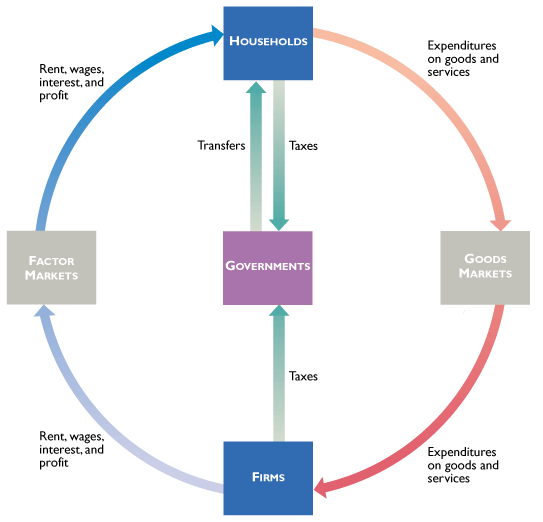 HOUSEHOLDS
Expenditures
on goods and
services
Rent, wages,
interest, and
profit
Transfers
Taxes
FACTOR
MARKETS
GOVERNMENTS
GOODS
MARKETS
Taxes
Rent, wages,
interest, and
profit
FIRMS
Expenditures
on goods and
services